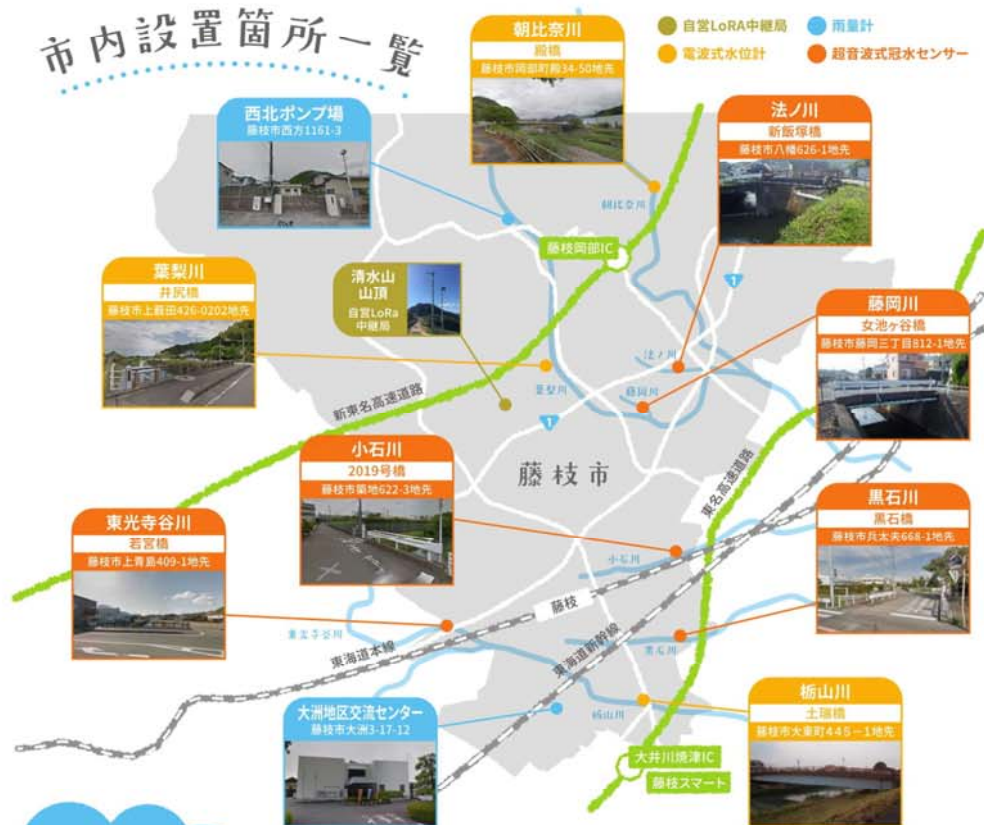 市内設置箇所一覧
自営LoRA中継局
雨量計
電波式水位計
超音波式冠水センサー
朝比奈川
殿橋
藤枝市岡部町殿34-50地先
西北ポンプ場
藤枝市西方1161-3
法ノ川
新飯塚橋
藤枝市八幡626-1地先
朝比奈川
藤枝岡部IC
1
葉梨川
井尻橋
藤枝市上藪田426-0202地先
清水山
山頂
自営LoRa
中継局
藤岡川
女池ヶ谷橋
藤枝市藤岡三丁目812-1地先
法ノ川
葉梨川
藤岡川
新東名高速道路
1
小石川
2019号橋
藤枝市築地622-3地先
藤枝市
東名高速道路
黒石川
黒石橋
藤枝市兵太夫668-1地先
東光寺谷川
若宮橋
藤枝市上青島409-1地先
小石川
藤枝
東海道本線
東海道新幹線
黒石川
大洲地区交流センター
藤枝市大洲3-17-12
栃山川
栃山川
土瑞橋
藤枝市大東町445－1地先
大井川焼津IC
藤枝スマート